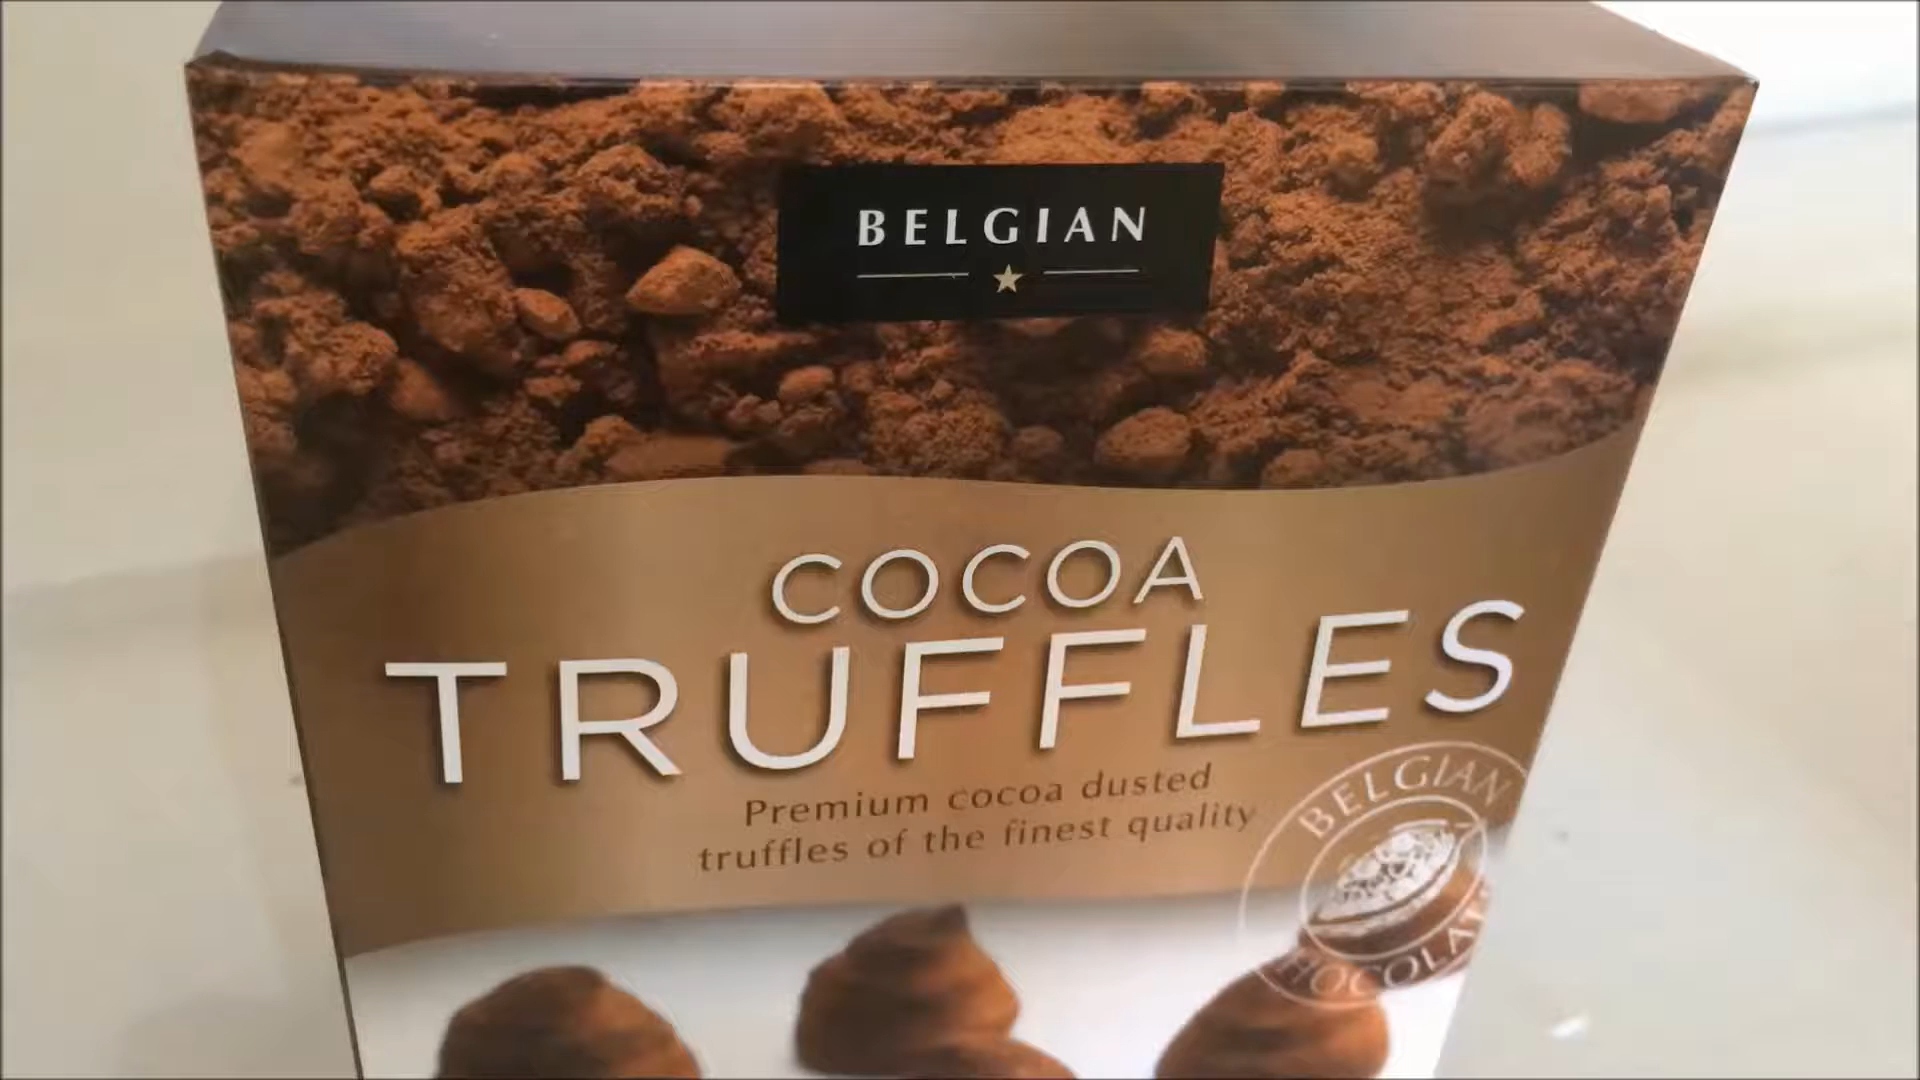 BELGIAN
COCOA
TRUFFLES
Premium cocoa dusted
truffles of the finest quality
BELGIAN